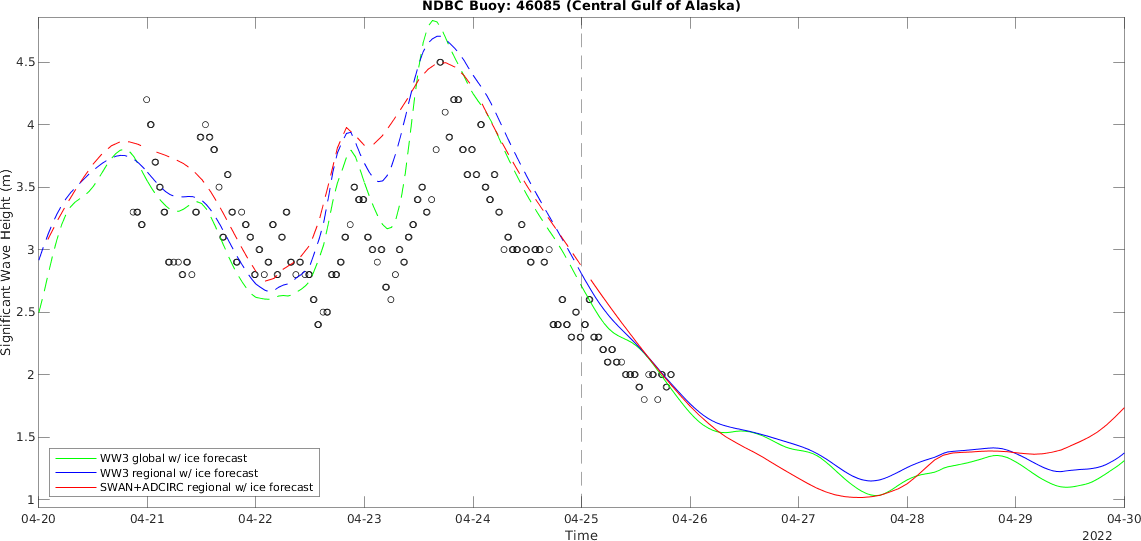 NDBC Buoy: 46085 (Central Gulf of Alaska)
Significant Wave Height (m)
4.5
4
3.5
3
2.5
2
1.5
1
WW3 global w/ ice forecast
WW3 regional w/ ice forecast
SWAN+ADCIRC regional w/ ice forecast
04-20 04-21 04-22 04-23 04-24 04-25 04-26 04-27 04-28 04-29 04-30
Time
2022